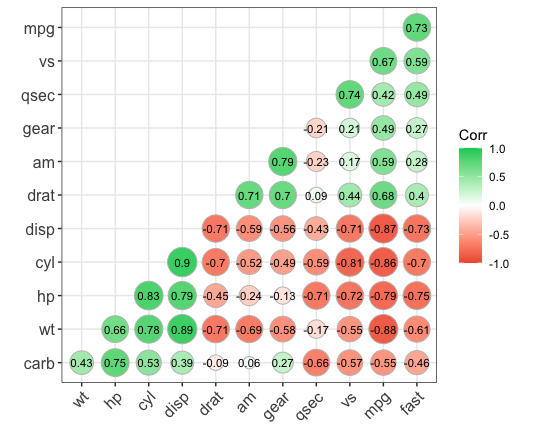 mpg 0.73
vs 0.67 0.59
qsec 0.74 0.42 0.49
gear -0.21 0.21 0.49 0.27
am 0.79 -0.23 0.17 0.59 0.28
drat 0.71 0.7 0.09 0.44 0.68 0.4
disp -0.71 -0.59 -0.56 -0.43 -0.71 -0.87 -0.73
cyl 0.9 -0.7 -0.52 -0.49 -0.59 -0.81 -0.86 -0.7
hp 0.83 0.79 -0.45 -0.24 -0.13 -0.71 -0.72 -0.79 -0.75
wt 0.66 0.78 0.89 -0.71 -0.69 -0.58 -0.17 -0.55 -0.88 -0.61
carb 0.43 0.75 0.53 0.39 -0.09 0.06 0.27 -0.66 -0.57 -0.55 -0.46
wt hp cyl disp drat am gear qsec vs mpg fast
Corr
1.0
0.5
0.0
-0.5
-1.0